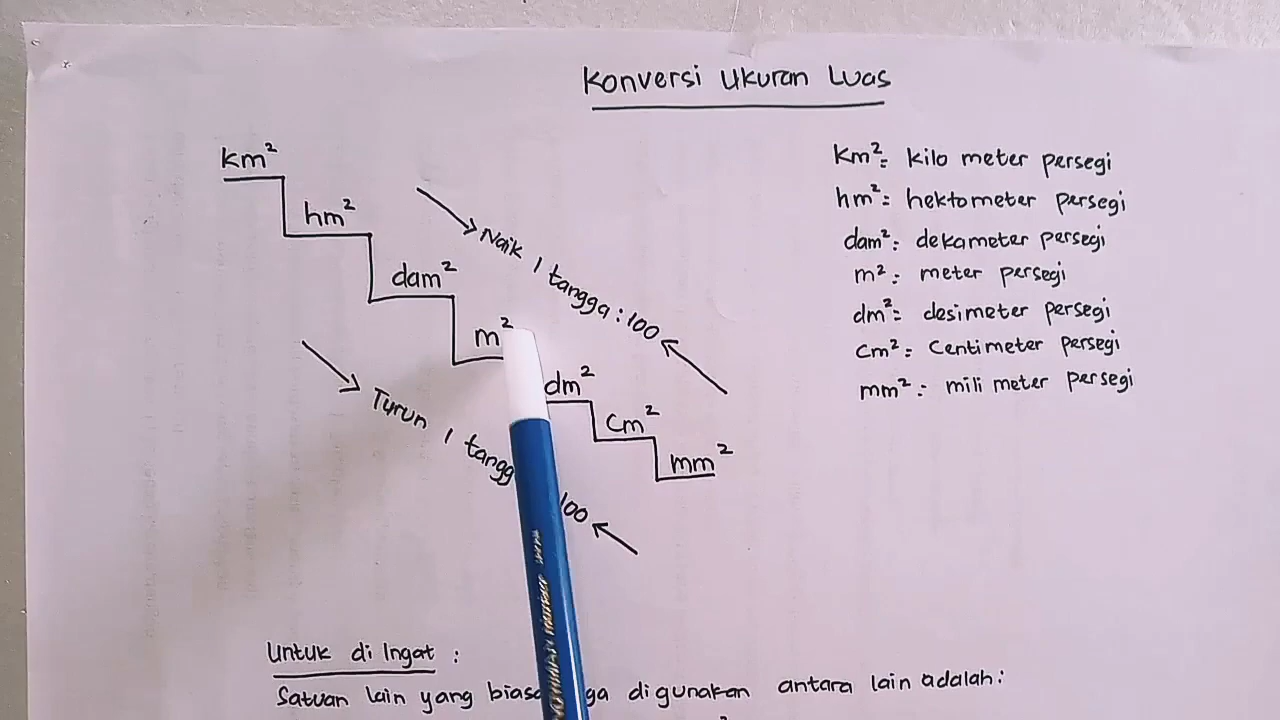 Konversi Ukuran Luas
km²
hm²
dam²
m²
dm²
cm²
mm²
Naik 1 tangga : 100
Turun 1 tangg
100
Km² = kilo meter persegi
hm² = hektometer persegi
dam² = dekameter persegi
m² = meter persegi
dm² = desimeter persegi
Cm² = Centimeter persegi
mm² = mili meter persegi
Untuk di Ingat :
Satuan lain yang biasa digunakan antara lain adalah :